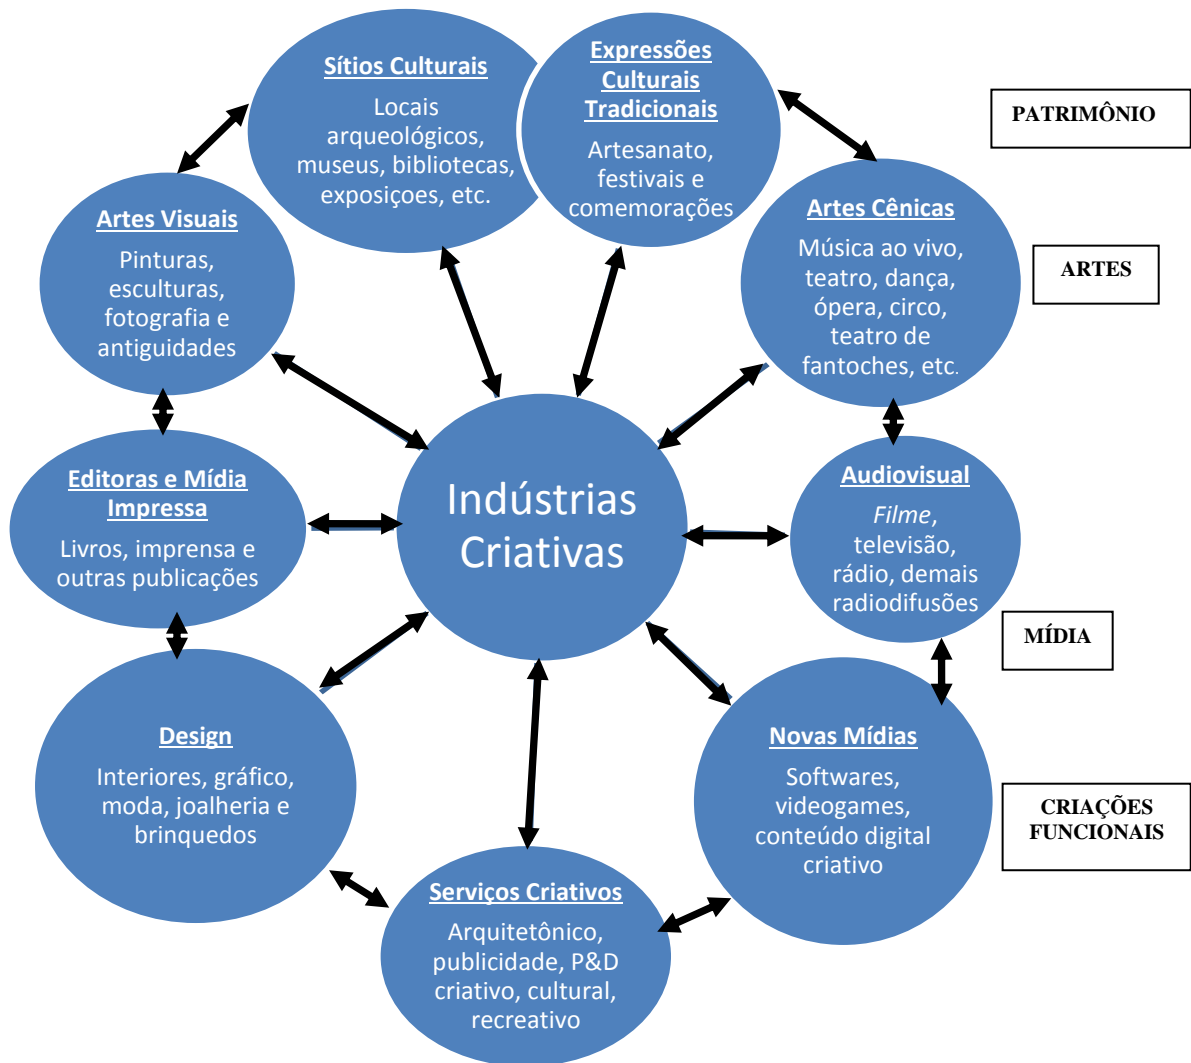 Sítios Culturais
Locais
arqueológicos,
museus, bibliotecas,
exposiçoes, etc.
Expressões
Culturais
Tradicionais
Artesanato,
festivais e
comemorações
PATRIMÔNIO
Artes Visuais
Pinturas,
esculturas,
fotografia e
antiguidades
Artes Cênicas
Música ao vivo,
teatro, dança,
ópera, circo,
teatro de
fantoches, etc.
ARTES
Editoras e Mídia
Impressa
Livros, imprensa e
outras publicações
Indústrias
Criativas
Audiovisual
Filme,
televisão,
rádio, demais
radiodifusões
MÍDIA
Design
Interiores, gráfico,
moda, joalheria e
brinquedos
Novas Mídias
Softwares,
videogames,
conteúdo digital
criativo
CRIAÇÕES
FUNCIONAIS
Serviços Criativos
Arquitetônico,
publicidade, P&D
criativo, cultural,
recreativo